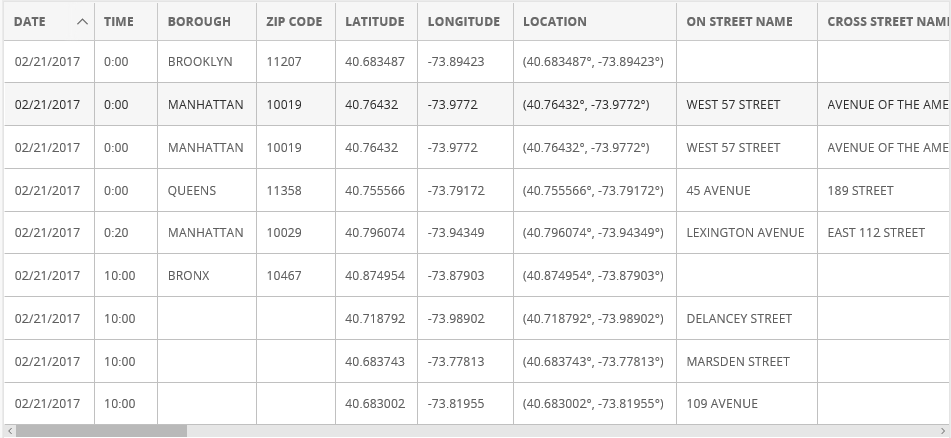 DATE TIME BOROUGH ZIP CODE LATITUDE LONGITUDE LOCATION ON STREET NAME CROSS STREET NAM
02/21/2017 0:00 BROOKLYN 11207 40.683487 -73.89423 (40.683487°, -73.89423°)
02/21/2017 0:00 MANHATTAN 10019 40.76432 -73.9772 (40.76432°, -73.9772°) WEST 57 STREET AVENUE OF THE AME
02/21/2017 0:00 MANHATTAN 10019 40.76432 -73.9772 (40.76432°, -73.9772°) WEST 57 STREET AVENUE OF THE AME
02/21/2017 0:00 QUEENS 11358 40.755566 -73.79172 (40.755566°, -73.79172°) 45 AVENUE 189 STREET
02/21/2017 0:20 MANHATTAN 10029 40.796074 -73.94349 (40.796074°, -73.94349°) LEXINGTON AVENUE EAST 112 STREET
02/21/2017 10:00 BRONX 10467 40.874954 -73.87903 (40.874954°, -73.87903°)
02/21/2017 10:00 40.718792 -73.98902 (40.718792°, -73.98902°) DELANCEY STREET
02/21/2017 10:00 40.683743 -73.77813 (40.683743°, -73.77813°) MARSDEN STREET
02/21/2017 10:00 40.683002 -73.81955 (40.683002°, -73.81955°) 109 AVENUE